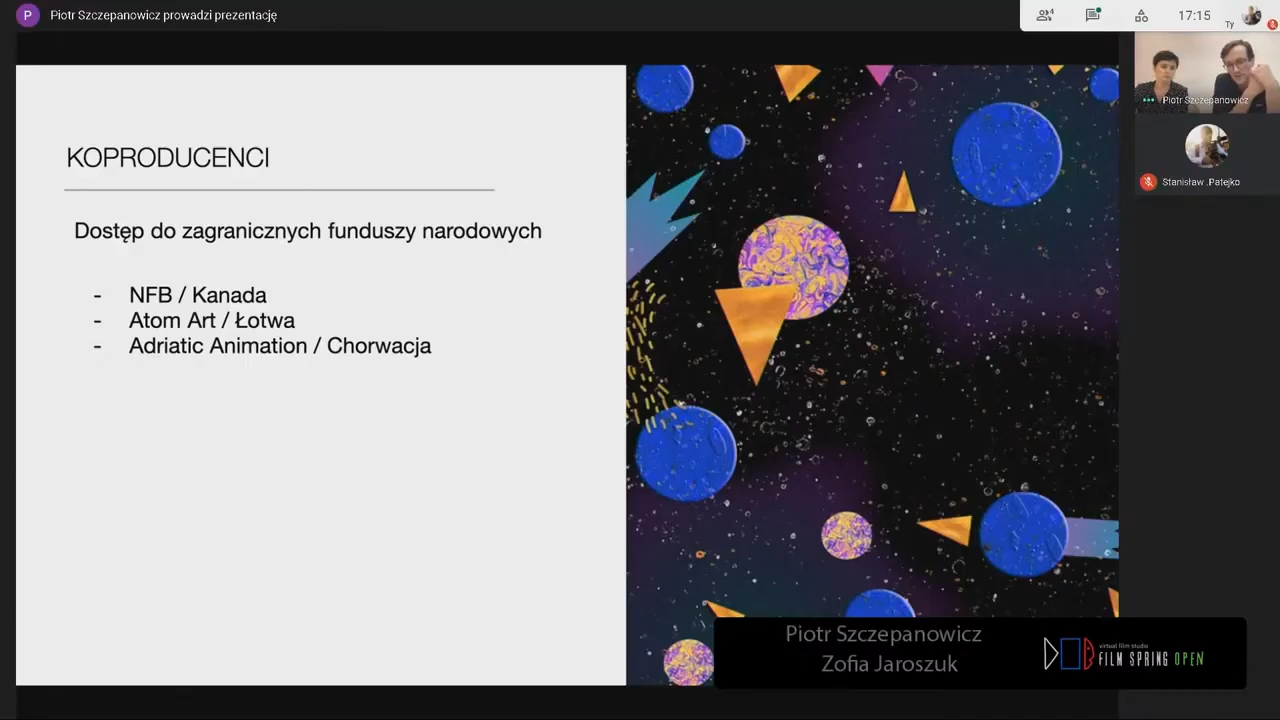 P Piotr Szczepanowicz prowadzi prezentację
4
17:15
Ty
Piotr Szczepanowicz
Stanisław .Patejko
KOPRODUCENCI
Dostęp do zagranicznych funduszy narodowych
- NFB / Kanada
- Atom Art / Łotwa
- Adriatic Animation / Chorwacja
Piotr Szczepanowicz
Zofia Jaroszuk
virtual film studio
FILM SPRING OPEN